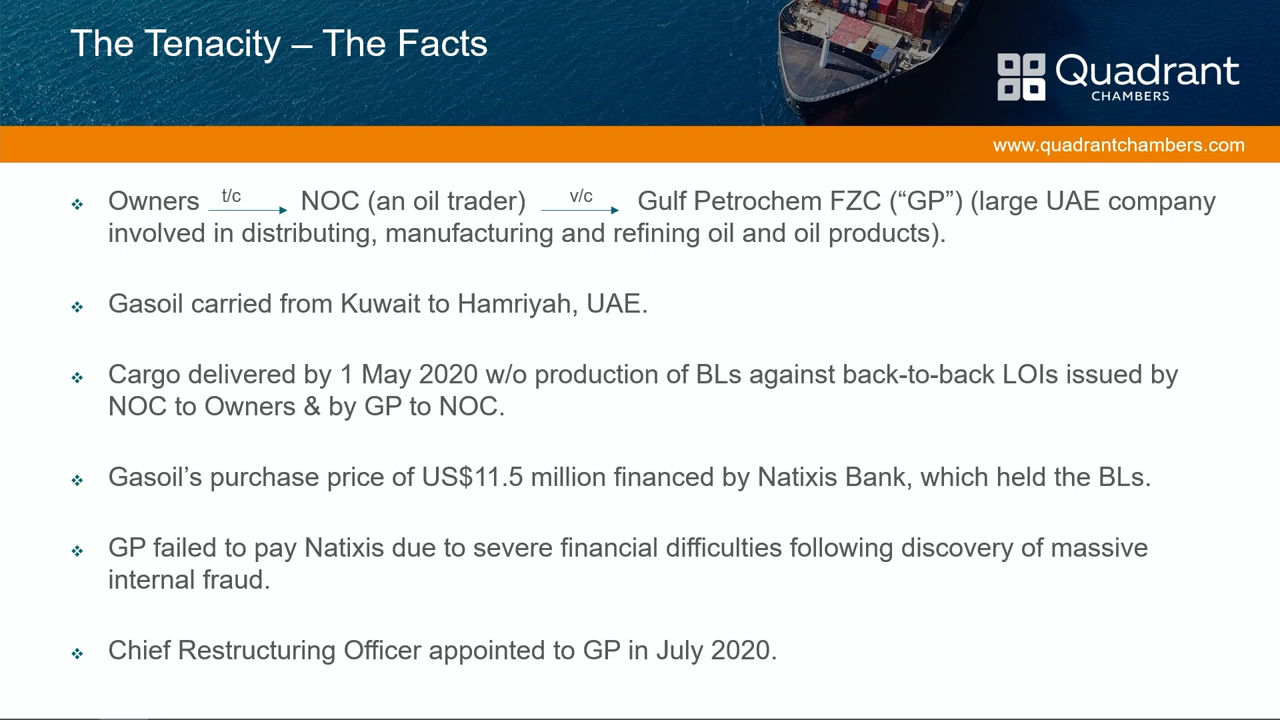 The Tenacity – The Facts
Quadrant
CHAMBERS
www.quadrantchambers.com
Owners t/c NOC (an oil trader) v/c Gulf Petrochem FZC (“GP”) (large UAE company
involved in distributing, manufacturing and refining oil and oil products).
Gasoil carried from Kuwait to Hamriyah, UAE.
Cargo delivered by 1 May 2020 w/o production of BLs against back-to-back LOIs issued by
NOC to Owners & by GP to NOC.
Gasoil’s purchase price of US$11.5 million financed by Natixis Bank, which held the BLs.
GP failed to pay Natixis due to severe financial difficulties following discovery of massive
internal fraud.
Chief Restructuring Officer appointed to GP in July 2020.